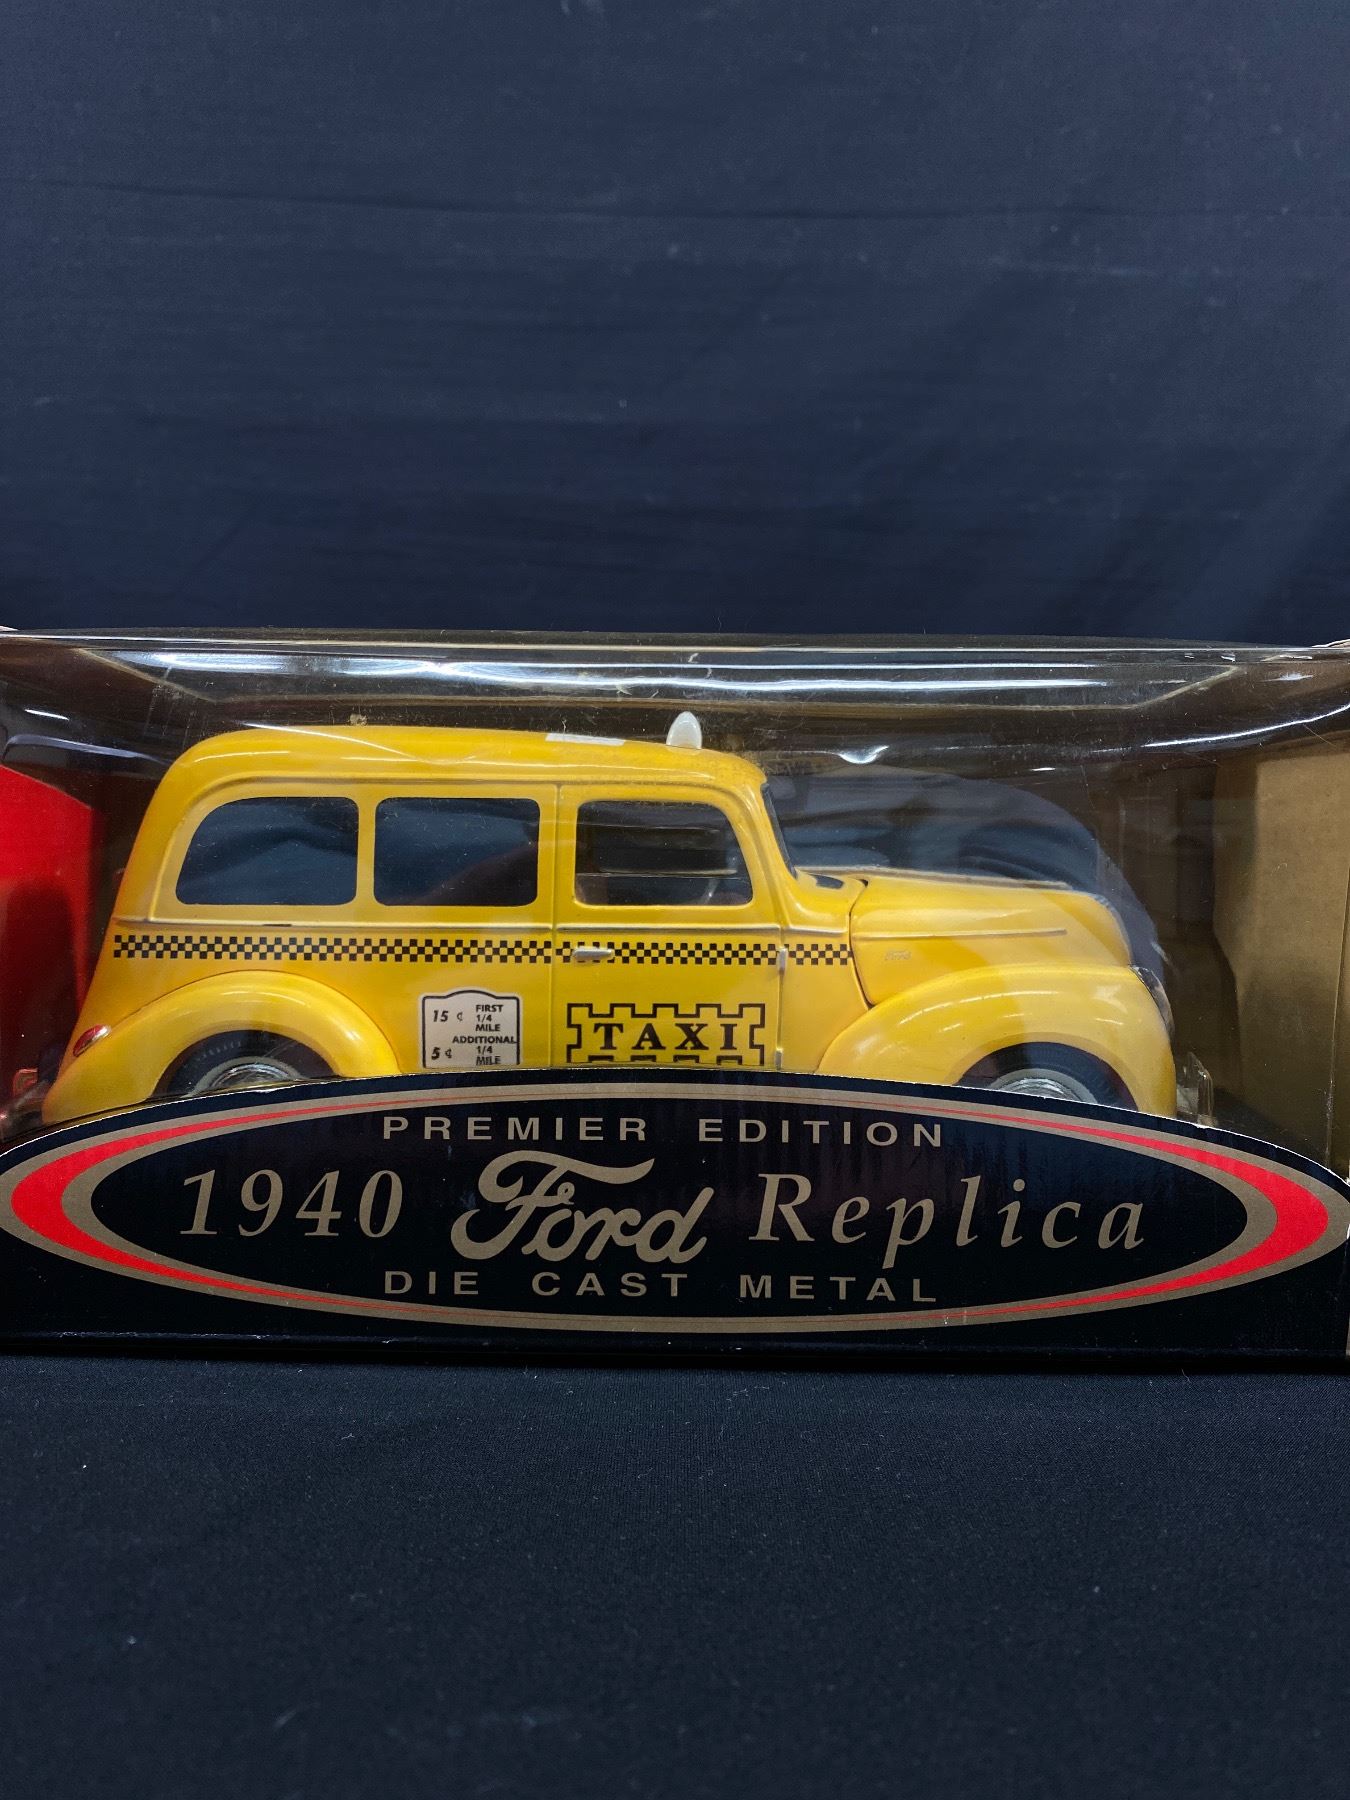 15 ¢ FIRST 1/4 MILE
5 ¢ ADDITIONAL 1/4 MILE
TAXI
Ford
PREMIER EDITION
1940 Ford Replica
DIE CAST METAL